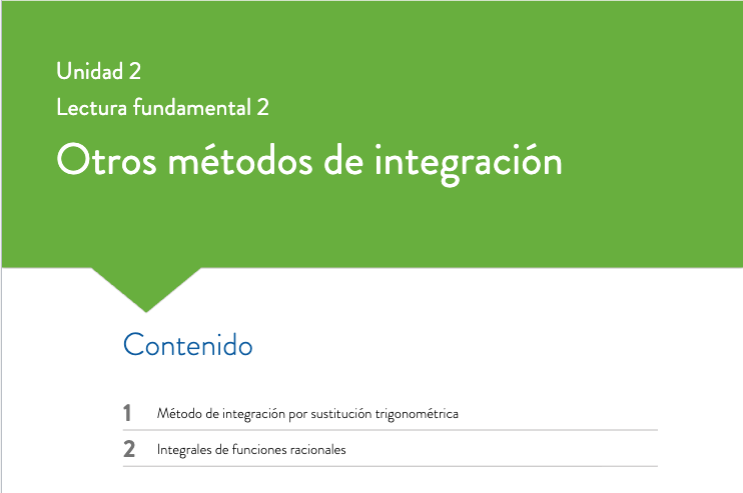 Unidad 2
Lectura fundamental 2
Otros métodos de integración
Contenido
1 Método de integración por sustitución trigonométrica
2 Integrales de funciones racionales